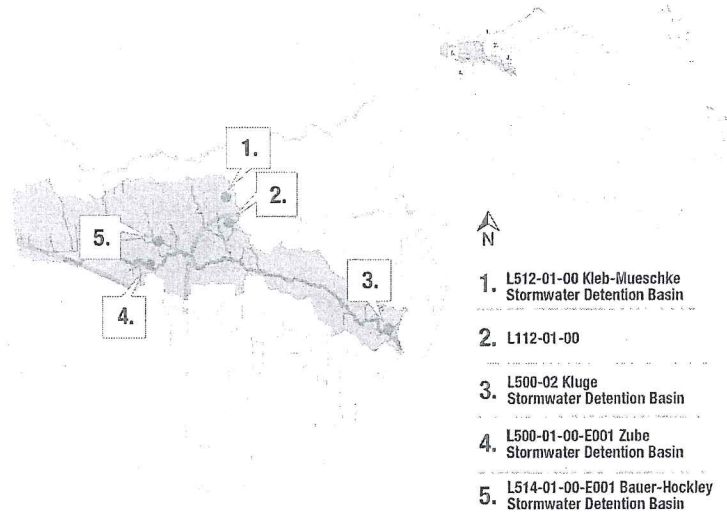 1.
2.
5.
3.
4.
N
1. L512-01-00 Kleb-Mueschke
Stormwater Detention Basin
2. L112-01-00
3. L500-02 Kluge
Stormwater Detention Basin
4. L500-01-00-E001 Zube
Stormwater Detention Basin
5. L514-01-00-E001 Bauer-Hockley
Stormwater Detention Basin